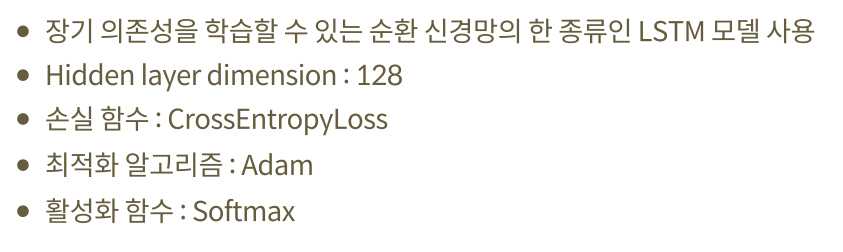 • 장기 의존성을 학습할 수 있는 순환 신경망의 한 종류인 LSTM 모델 사용
• Hidden layer dimension : 128
• 손실 함수 : CrossEntropyLoss
• 최적화 알고리즘 : Adam
• 활성화 함수 : Softmax